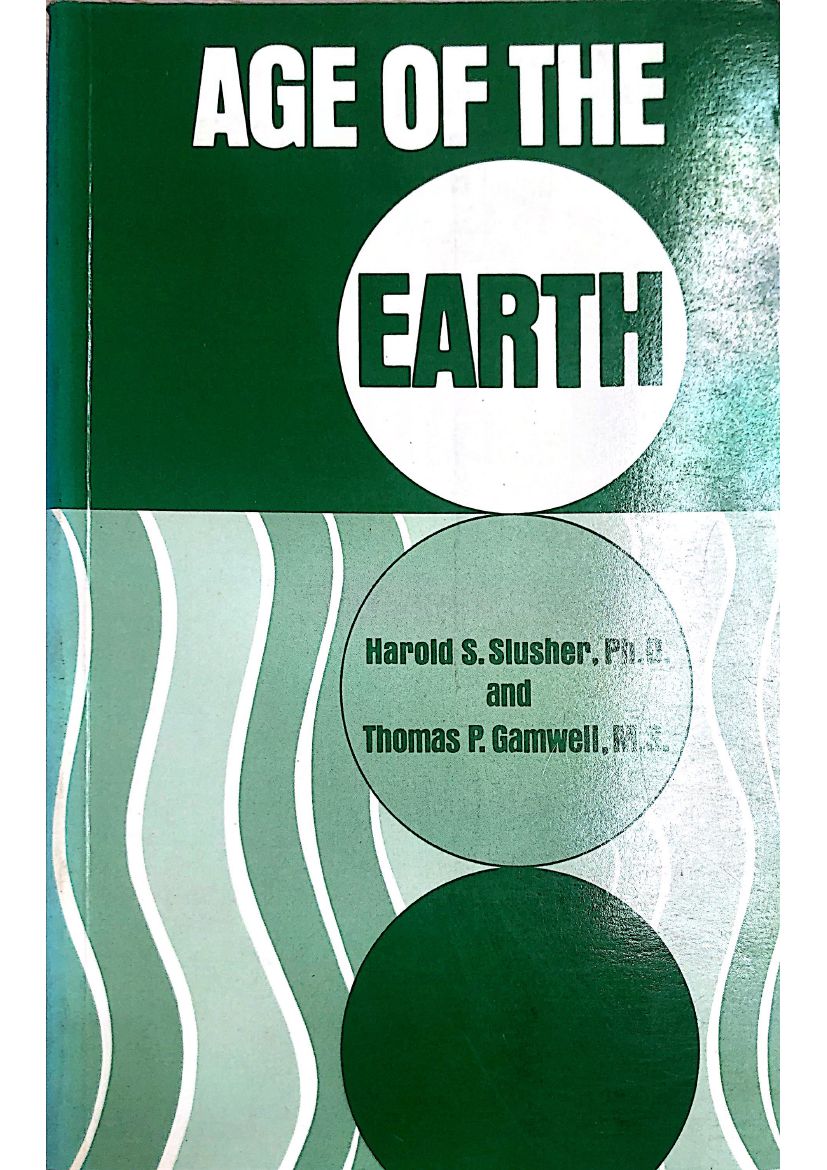 AGE OF THE
EARTH
Harold S. Slusher, Ph.D.
and
Thomas P. Gamwell, M.S.